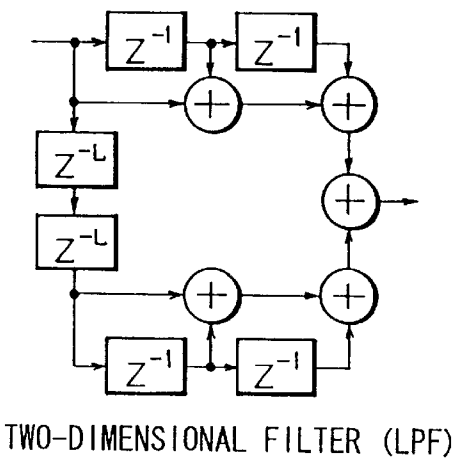 Z⁻¹ Z⁻¹
+ +
Z⁻ᴸ
+
Z⁻ᴸ
+ +
Z⁻¹ Z⁻¹
TWO-DIMENSIONAL FILTER (LPF)